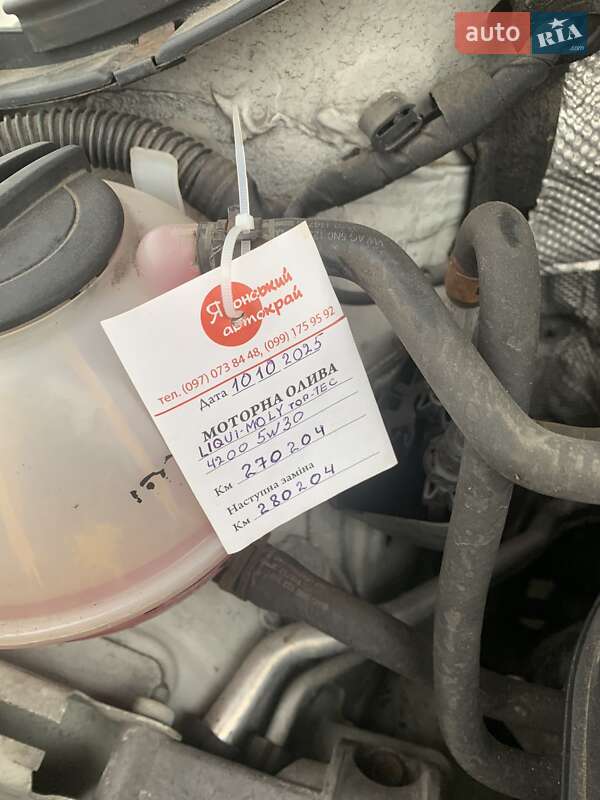 auto RIA.com
Японський
автокрай
тел. (097) 073 84 48, (099) 175 95 92
Дата 10 10 2025
МОТОРНА ОЛИВА
LIQUI-MOLY TOP-TEC
4200 5W30
Км 270204
Наступна заміна
Км 280204